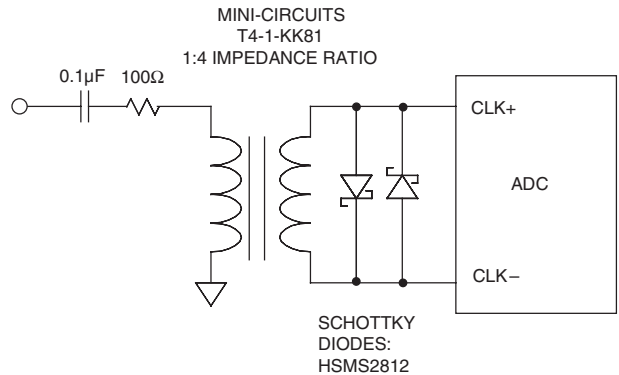 MINI-CIRCUITS
T4-1-KK81
1:4 IMPEDANCE RATIO
0.1µF 100Ω
CLK+
ADC
CLK–
SCHOTTKY
DIODES:
HSMS2812